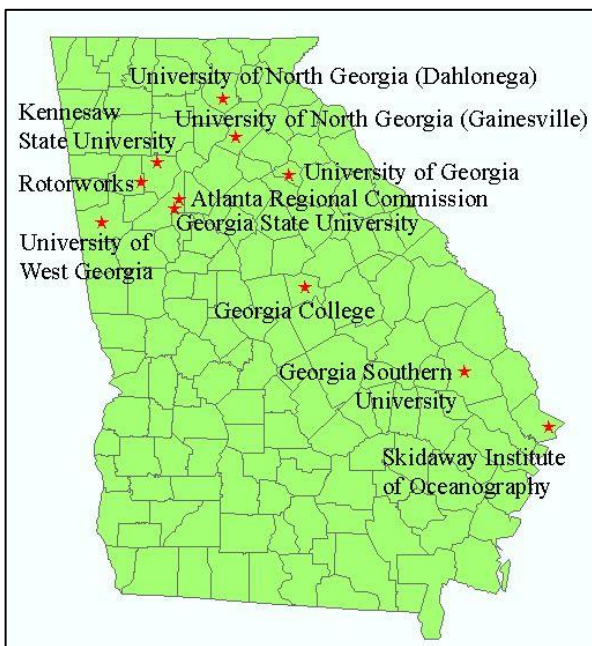 University of North Georgia (Dahlonega)
Kennesaw
State University
University of North Georgia (Gainesville)
Rotorworks
University of Georgia
Atlanta Regional Commission
Georgia State University
University of
West Georgia
Georgia College
Georgia Southern
University
Skidaway Institute
of Oceanography